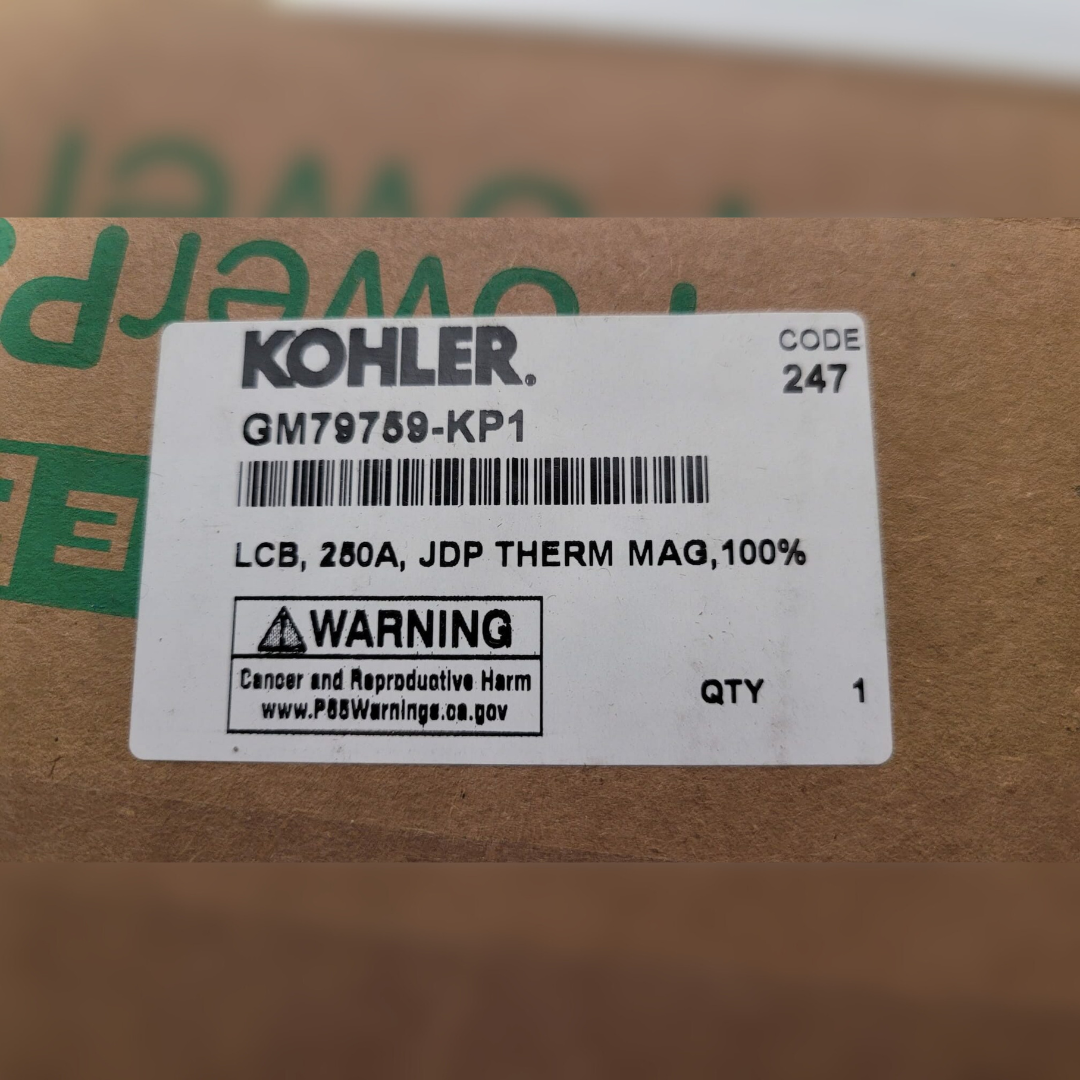 KOHLER.
CODE
247
GM79759-KP1
LCB, 250A, JDP THERM MAG,100%
WARNING
Cancer and Reproductive Harm
www.P65Warnings.ca.gov
QTY 1